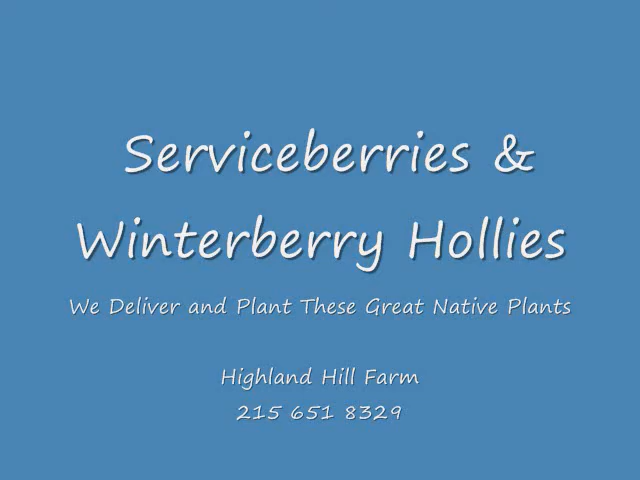 Serviceberries &
Winterberry Hollies
We Deliver and Plant These Great Native Plants
Highland Hill Farm
215 651 8329